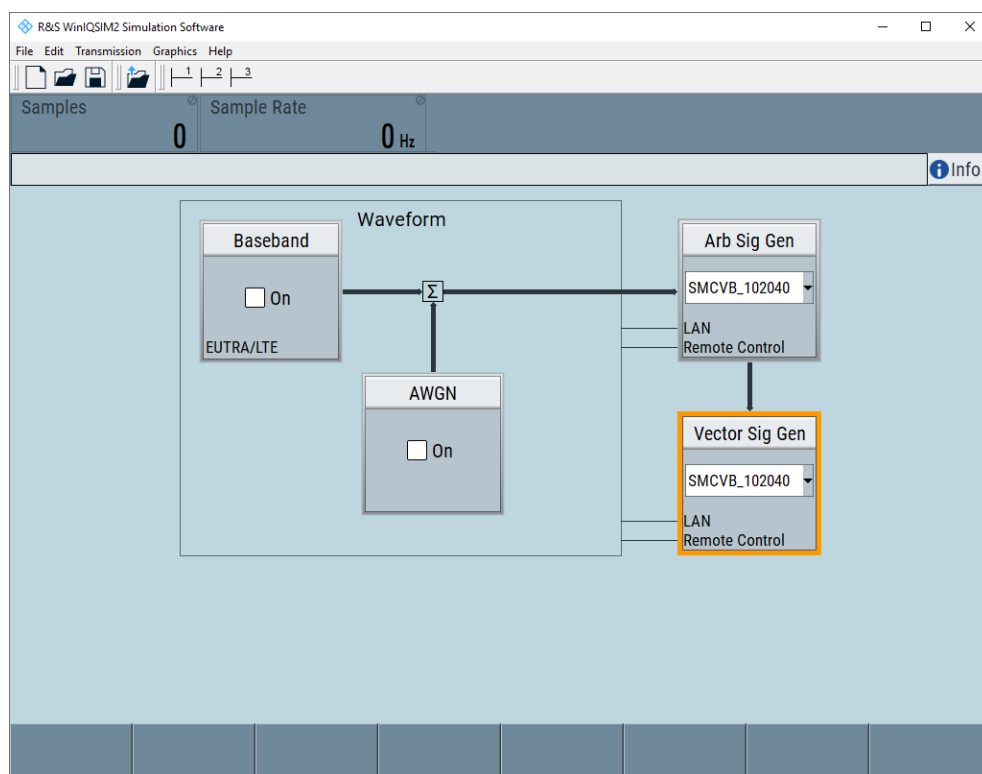 R&S WinIQSIM2 Simulation Software
File Edit Transmission Graphics Help
1 2 3
Samples Sample Rate
0 0 Hz
Info
Waveform
Baseband
On
EUTRA/LTE
Σ
AWGN
On
Arb Sig Gen
SMCVB_102040
LAN
Remote Control
Vector Sig Gen
SMCVB_102040
LAN
Remote Control